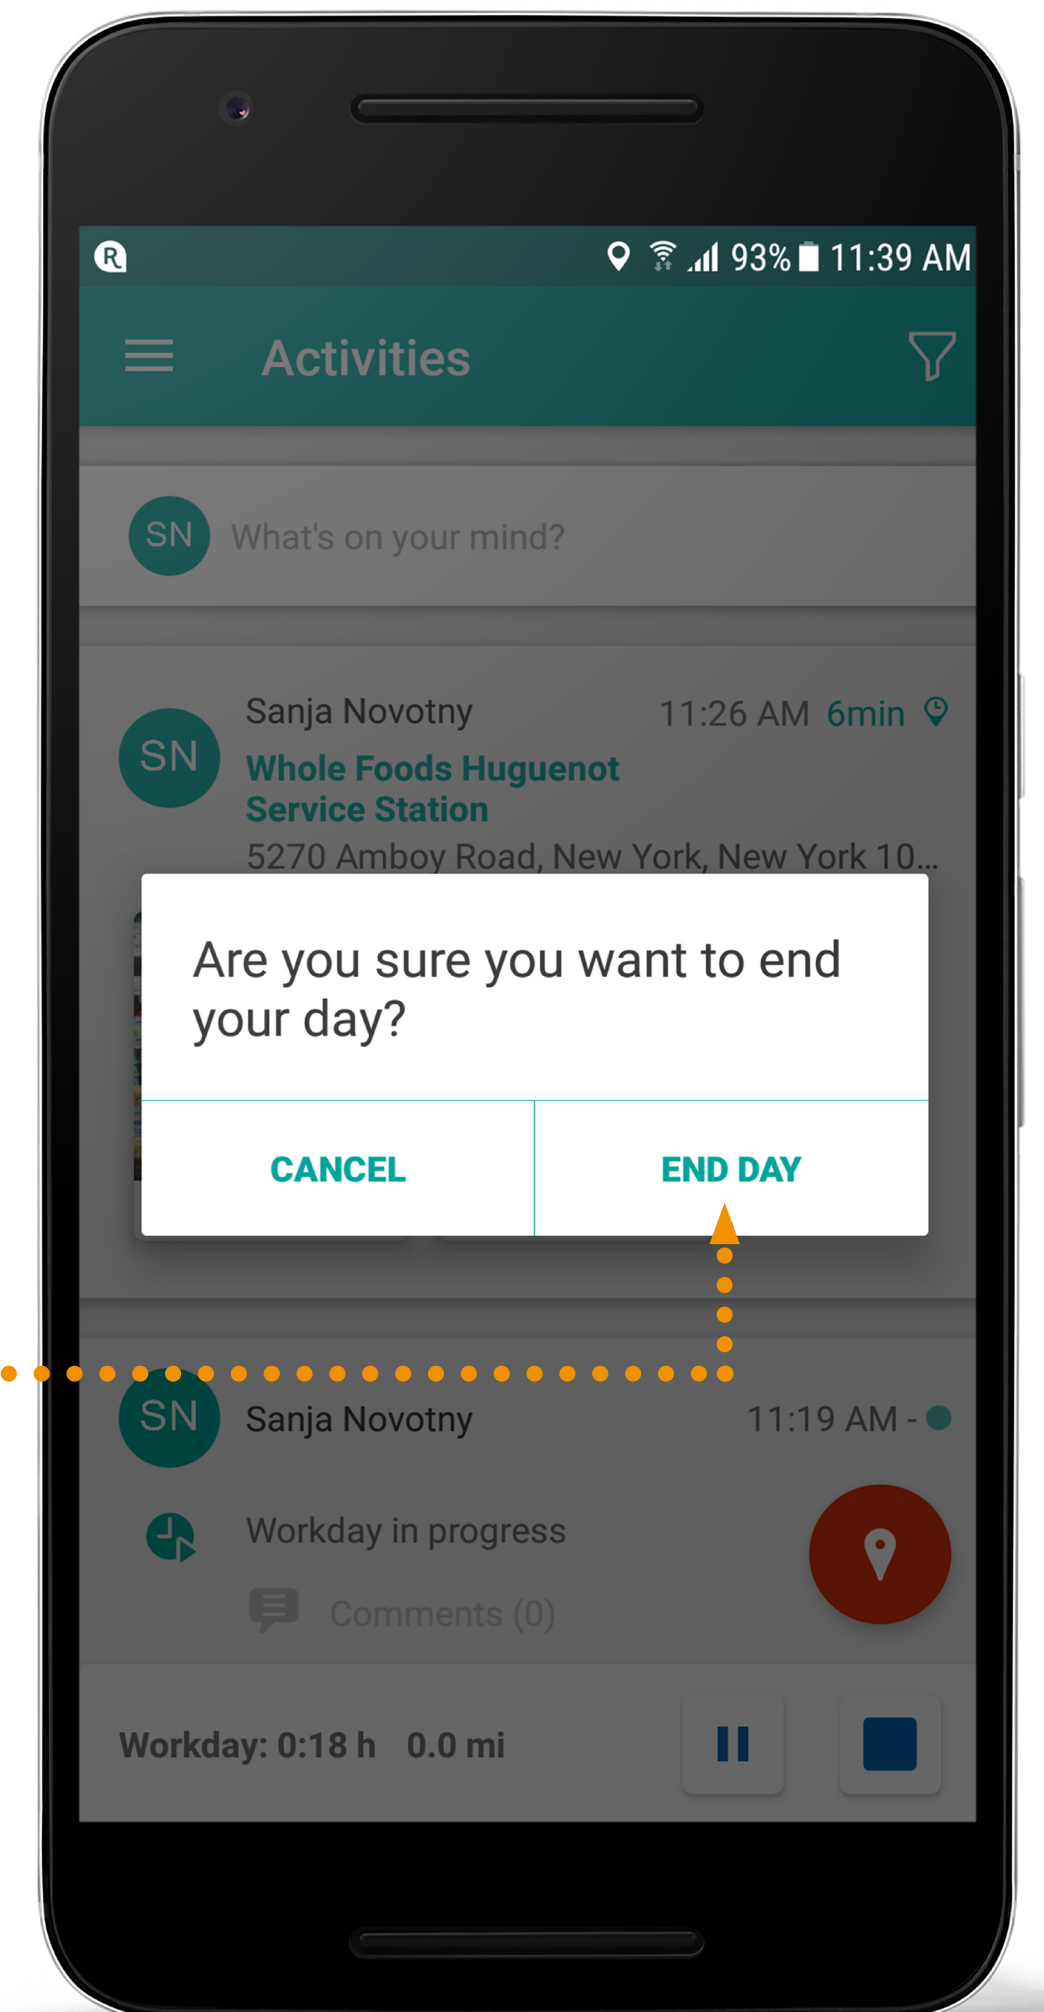 R 93% 11:39 AM
Activities
SN What's on your mind?
Sanja Novotny 11:26 AM 6min
SN
Whole Foods Huguenot
Service Station
5270 Amboy Road, New York, New York 10...
Are you sure you want to end
your day?
CANCEL END DAY
SN Sanja Novotny 11:19 AM -
Workday in progress
Comments (0)
Workday: 0:18 h 0.0 mi